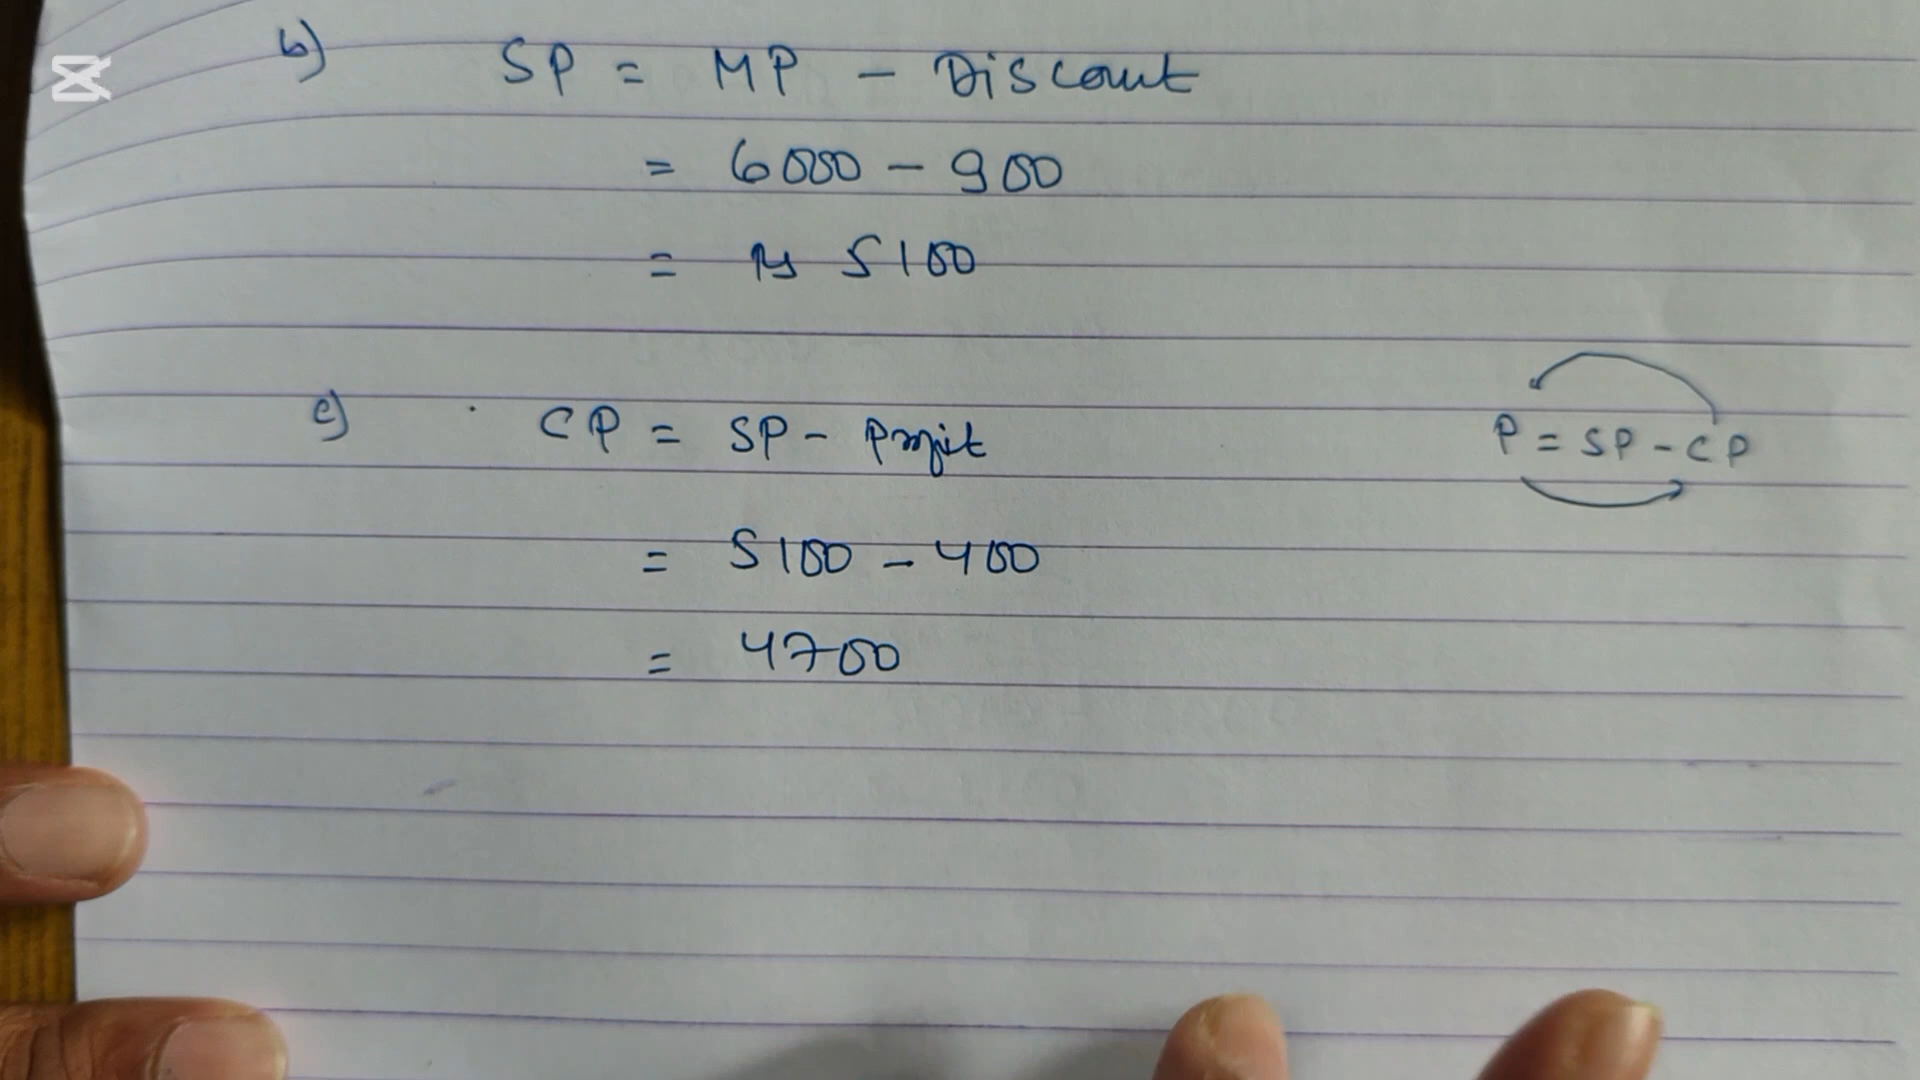 b) SP = MP - Discount
= 6000 - 900
= Rs 5100
c) CP = SP - Profit
P = SP - CP
= 5100 - 400
= 4700